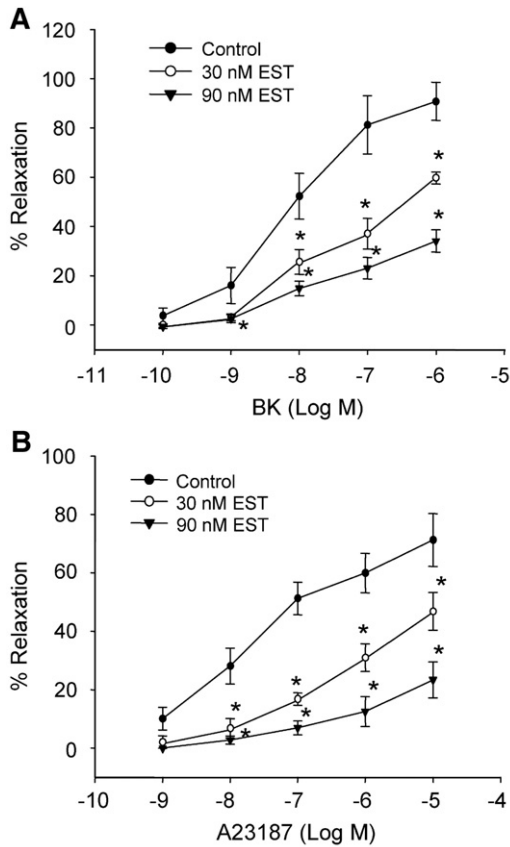 A
120
100
80
60
40
20
0
% Relaxation
Control
30 nM EST
90 nM EST
*
*
*
*
*
*
*
-11 -10 -9 -8 -7 -6 -5
BK (Log M)
B
100
80
60
40
20
0
% Relaxation
Control
30 nM EST
90 nM EST
*
*
*
*
*
*
*
*
-10 -9 -8 -7 -6 -5 -4
A23187 (Log M)